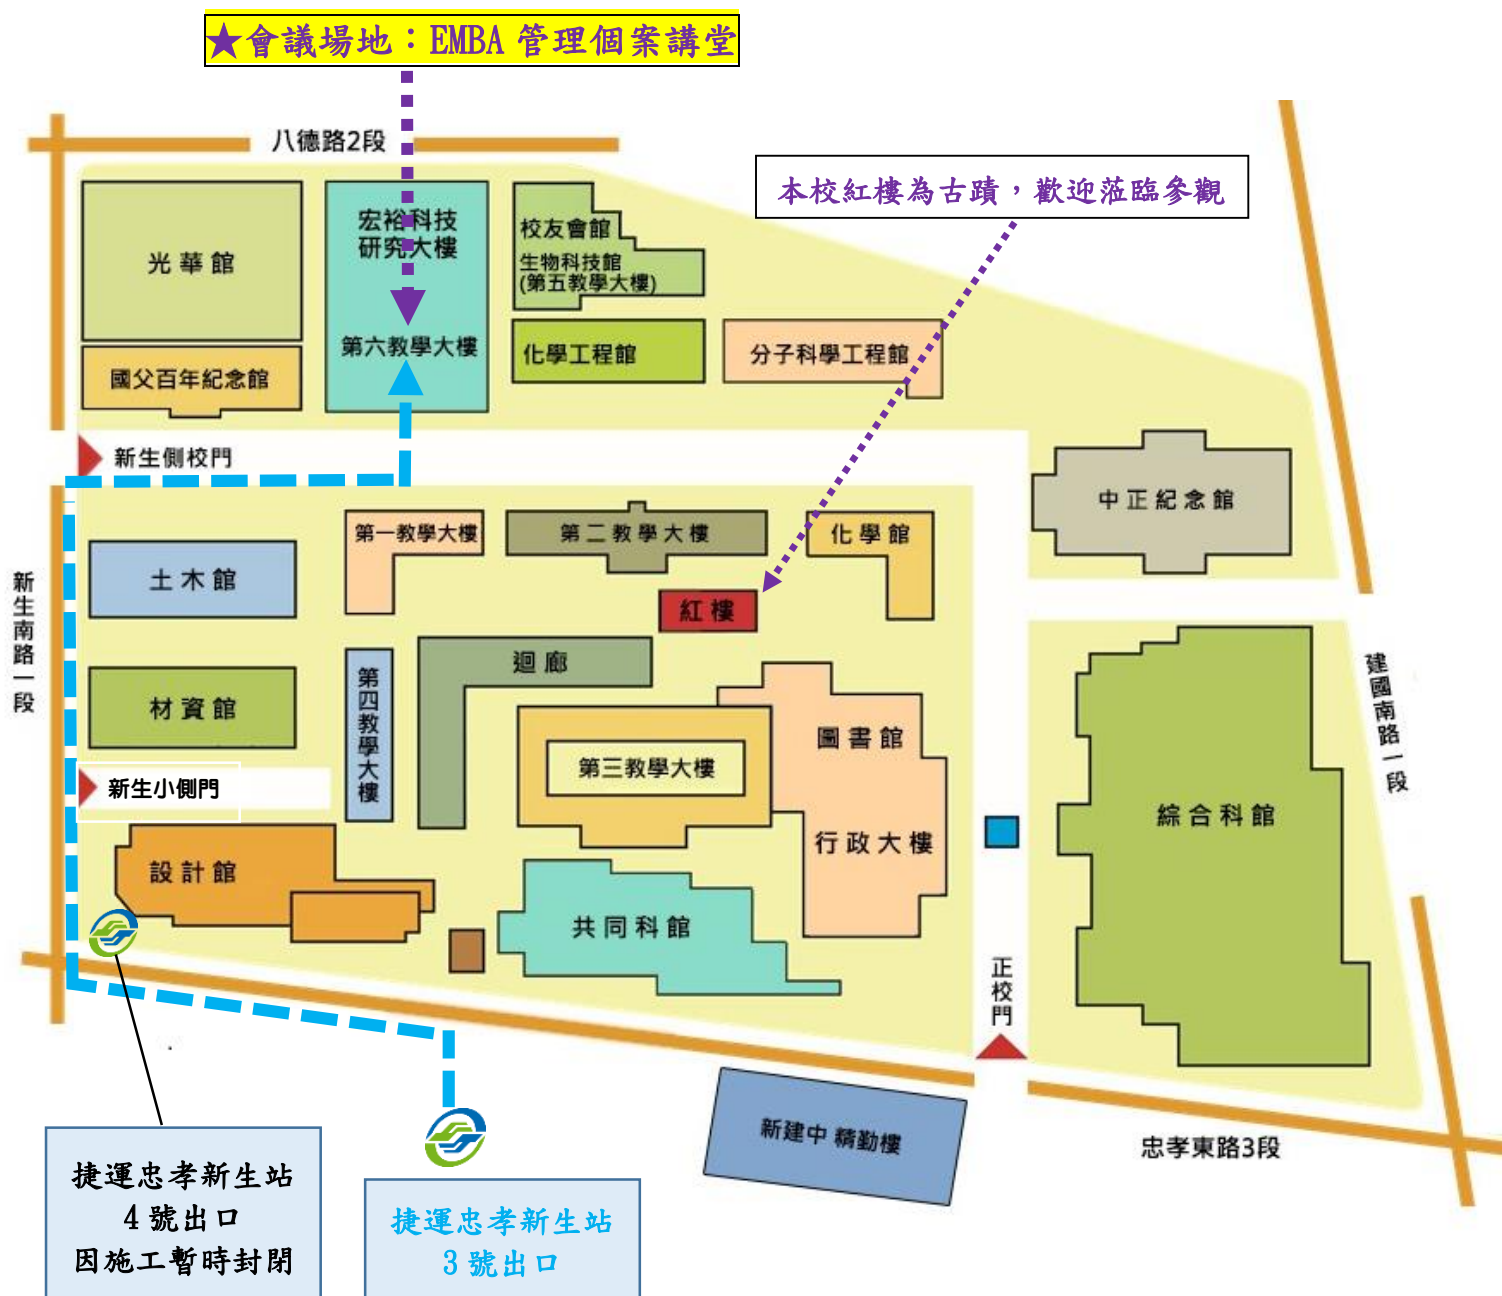 ★會議場地：EMBA 管理個案講堂
八德路2段
本校紅樓為古蹟，歡迎蒞臨參觀
光華館
宏裕科技
研究大樓
第六教學大樓
校友會館
生物科技館
(第五教學大樓)
國父百年紀念館
化學工程館
分子科學工程館
新生側校門
中正紀念館
第一教學大樓
第二教學大樓
化學館
土木館
紅樓
新生南路一段
迴廊
材資館
第四教學大樓
圖書館
建國南路一段
第三教學大樓
新生小側門
行政大樓
綜合科館
設計館
共同科館
正校門
新建中 精勤樓
忠孝東路3段
捷運忠孝新生站
4 號出口
因施工暫時封閉
捷運忠孝新生站
3 號出口